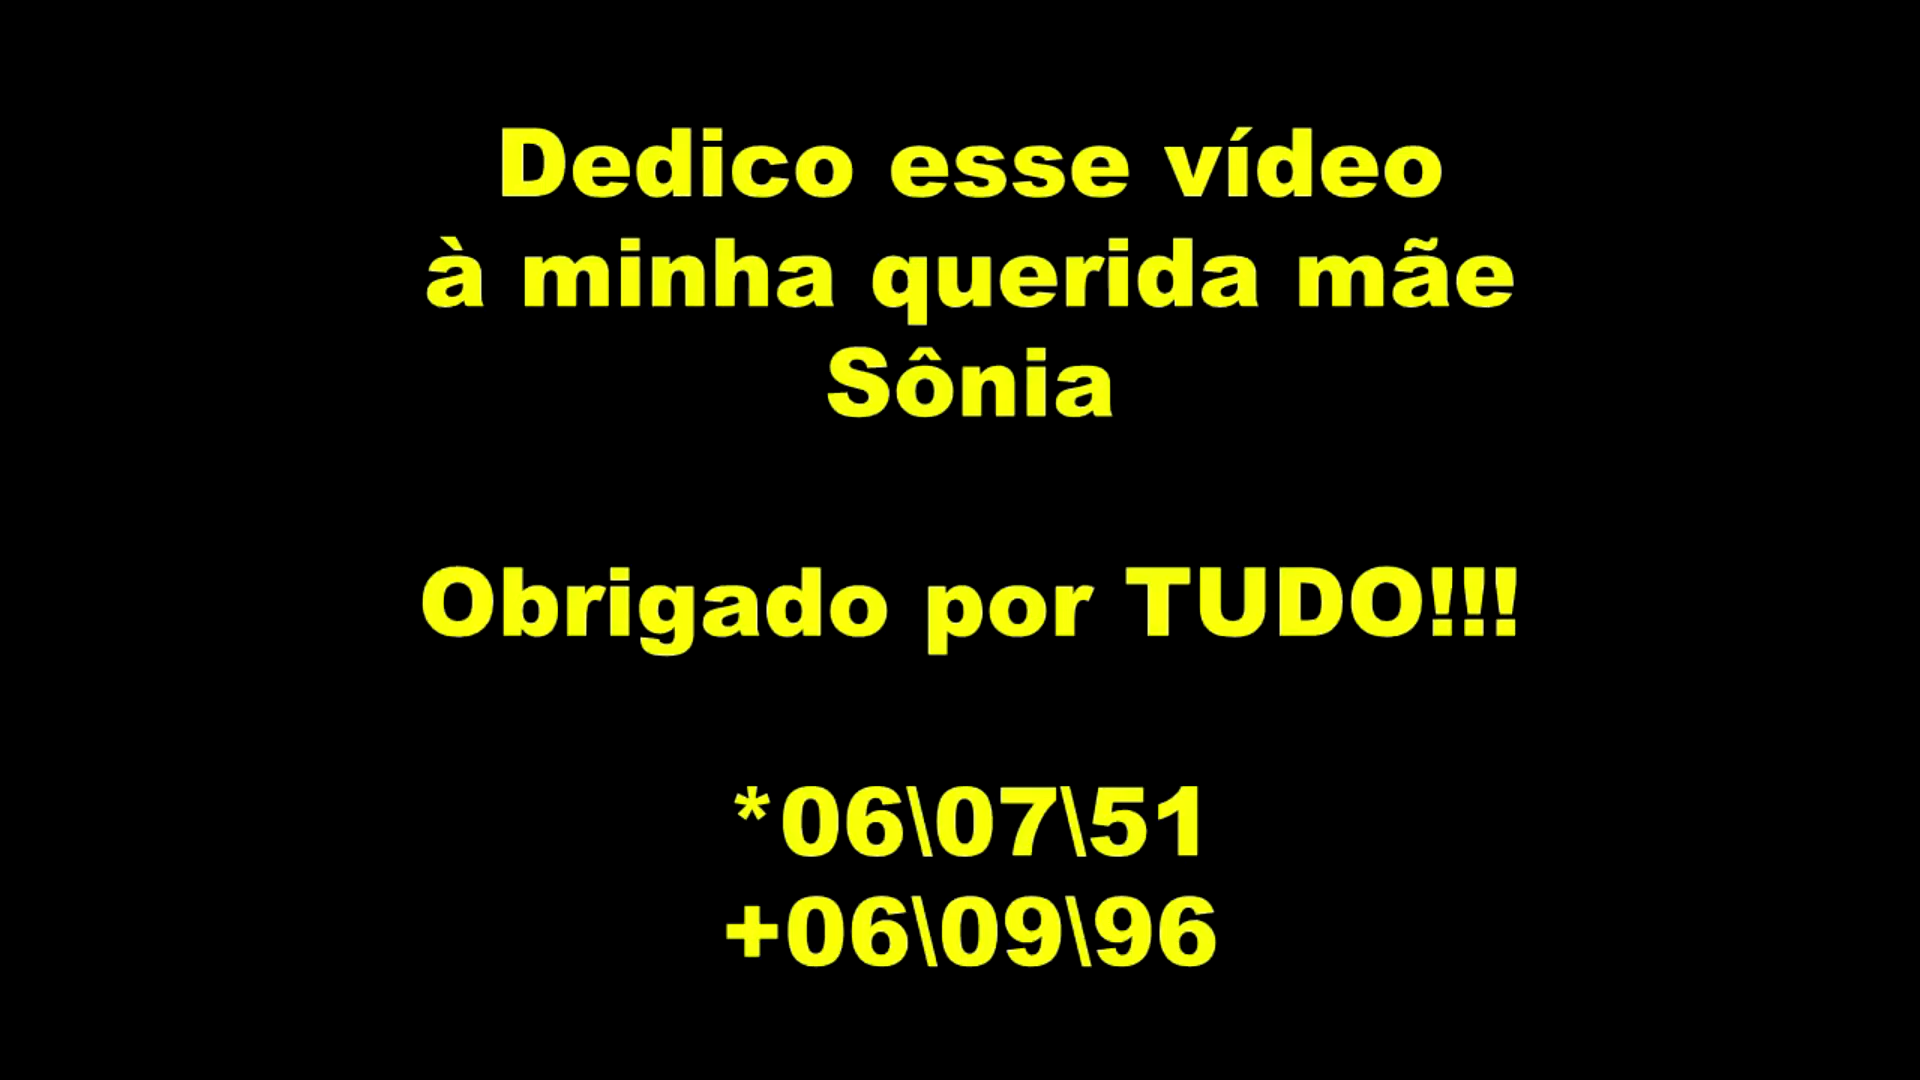 Dedico esse vídeo
à minha querida mãe
Sônia
Obrigado por TUDO!!!
*06\07\51
+06\09\96